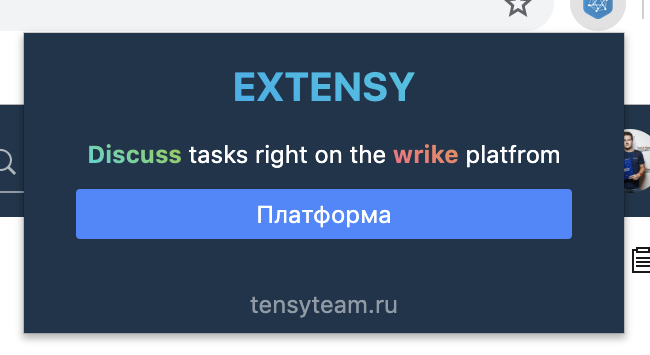 EXTENSY
Discuss tasks right on the wrike platfrom
Платформа
tensyteam.ru